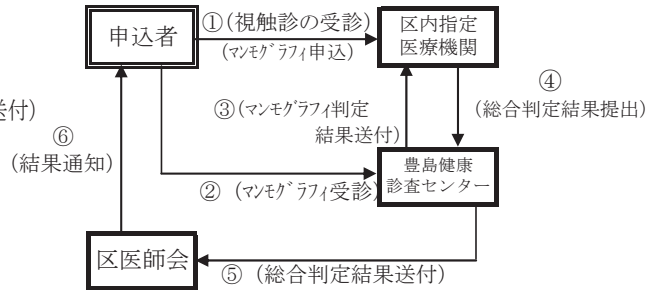 申込者
①(視触診の受診)
(マンモグラフィ申込)
区内指定
医療機関
送付)
⑥
(結果通知)
③(マンモグラフィ判定
結果送付)
④
(総合判定結果提出)
② (マンモグラフィ受診)
豊島健康
診査センター
区医師会
⑤ (総合判定結果送付)